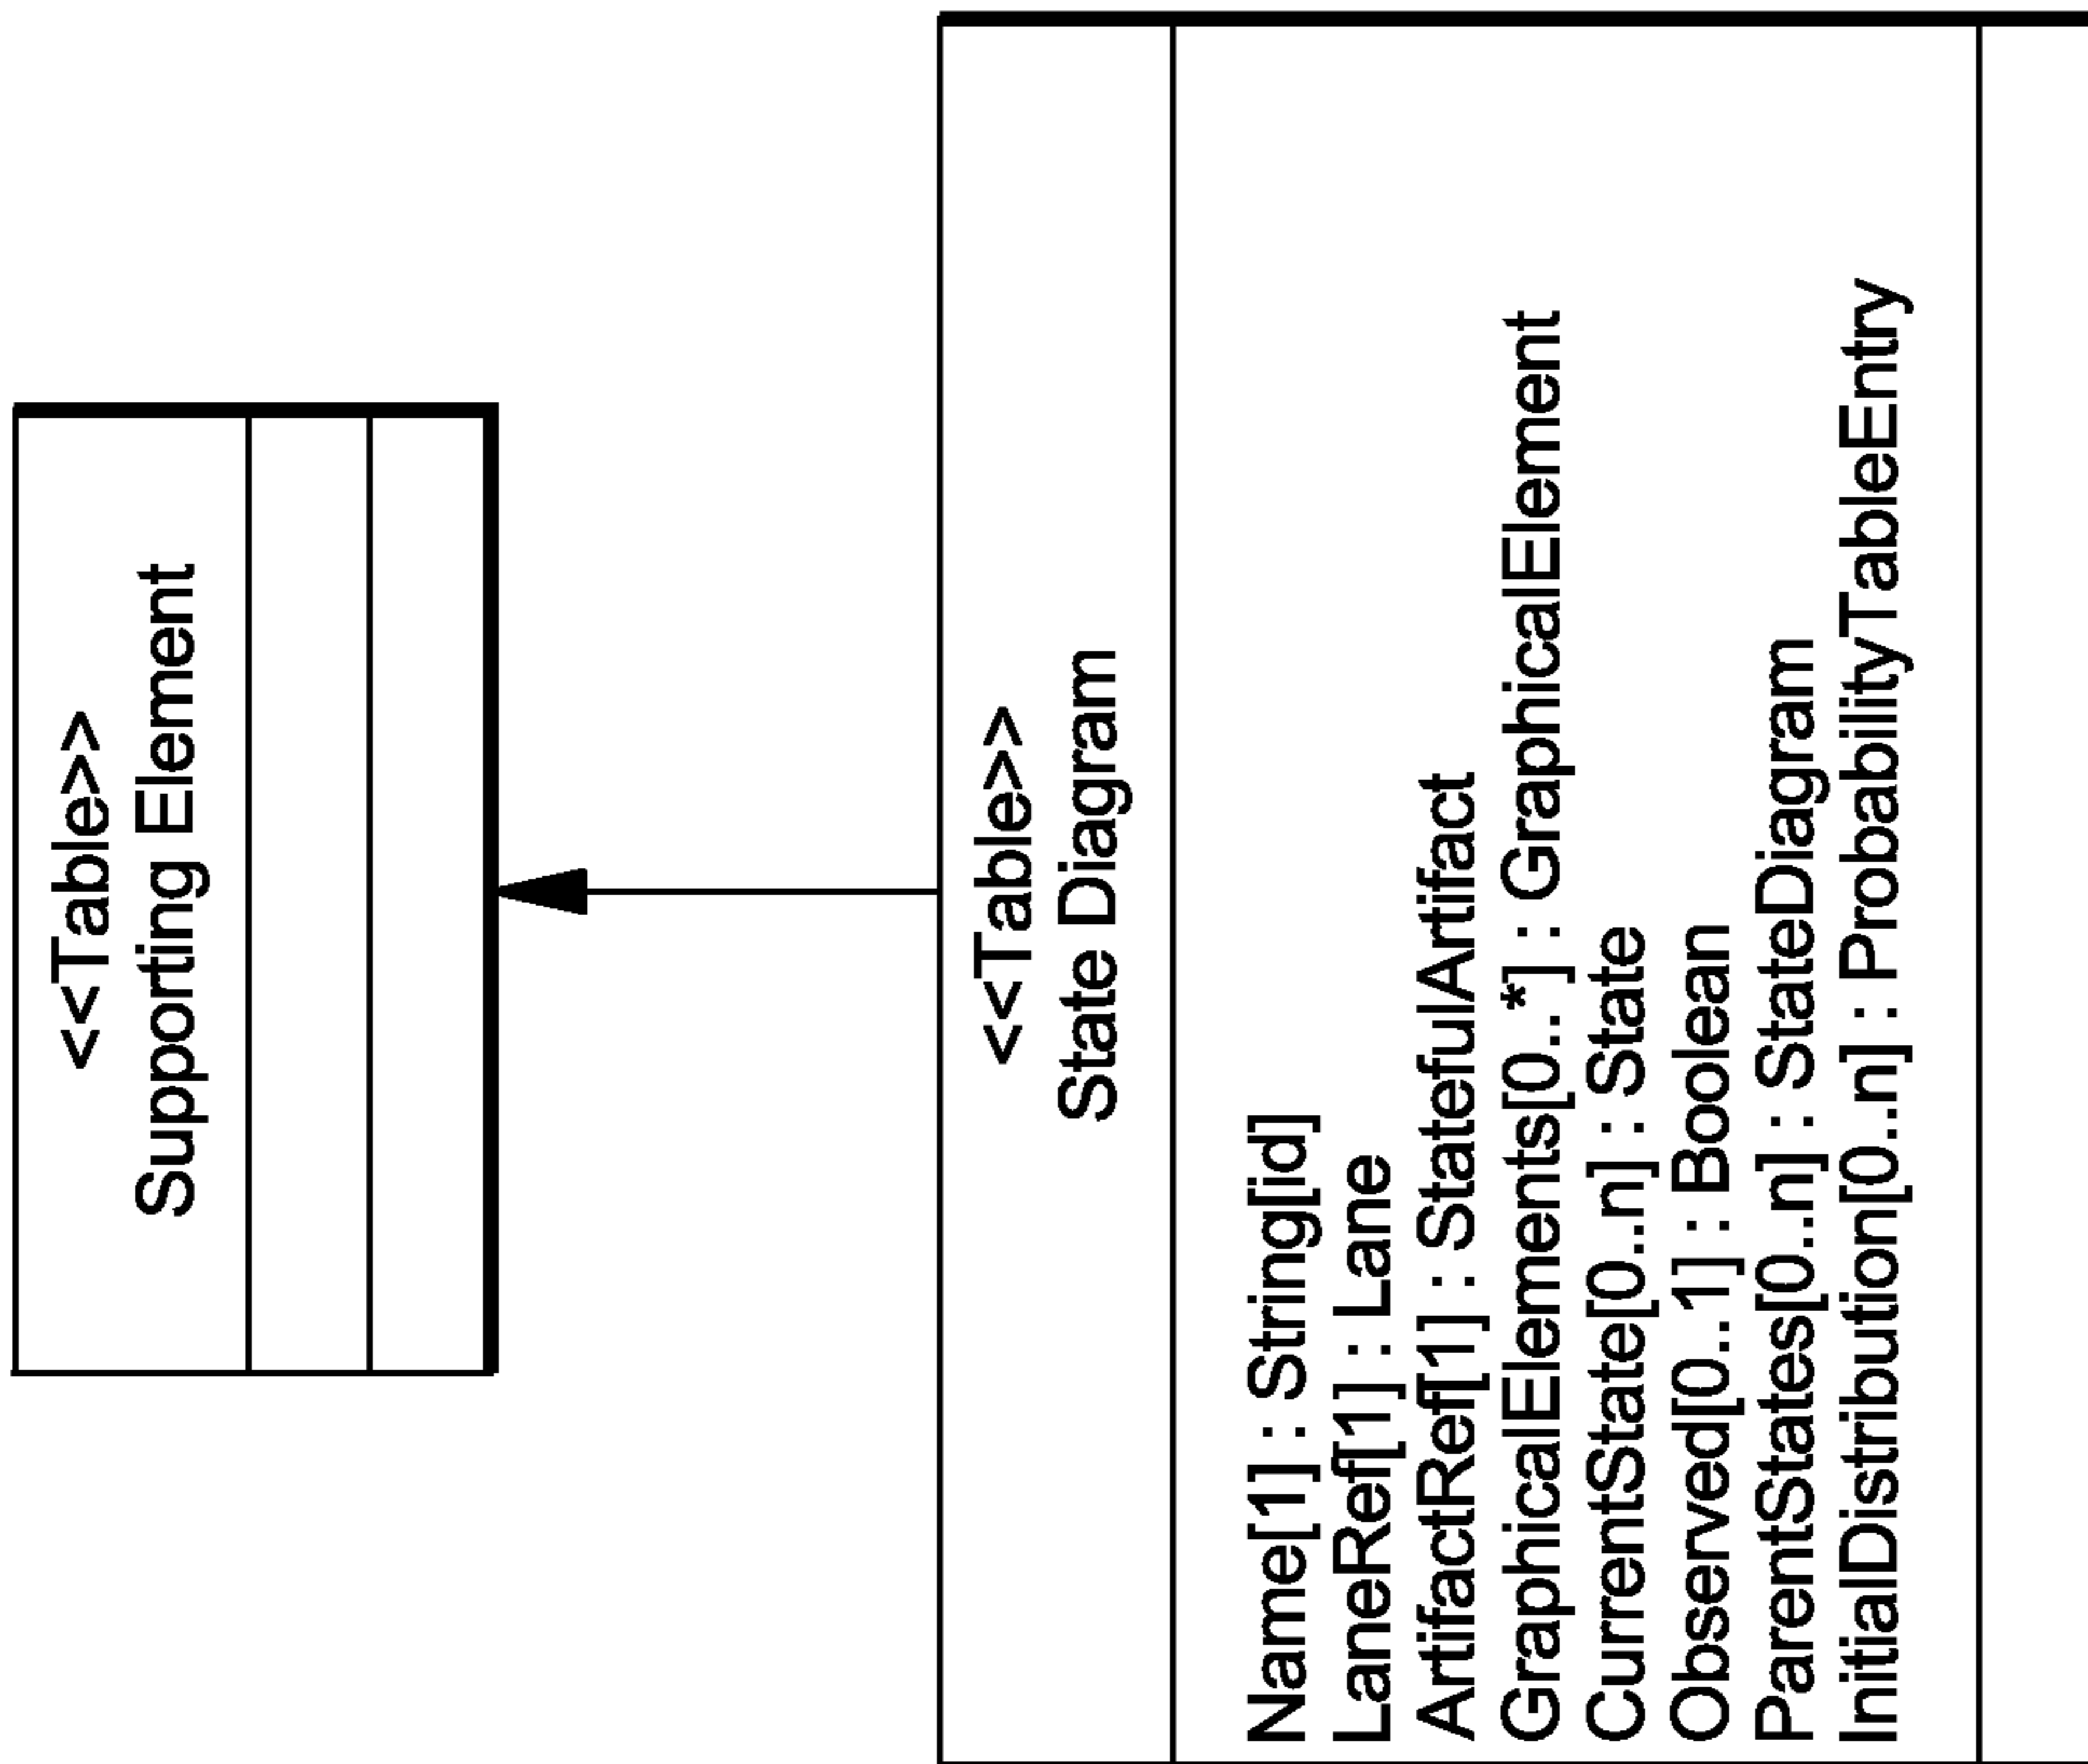 <<Table>>
Supporting Element
<<Table>>
State Diagram
Name[1] : String[id]
LaneRef[1] : Lane
ArtifactRef[1] : StatefulArtifact
GraphicalElements[0..*] : GraphicalElement
CurrentState[0..n] : State
Observed[0..1] : Boolean
ParentStates[0..n] : StateDiagram
InitialDistribution[0..n] : ProbabilityTableEntry